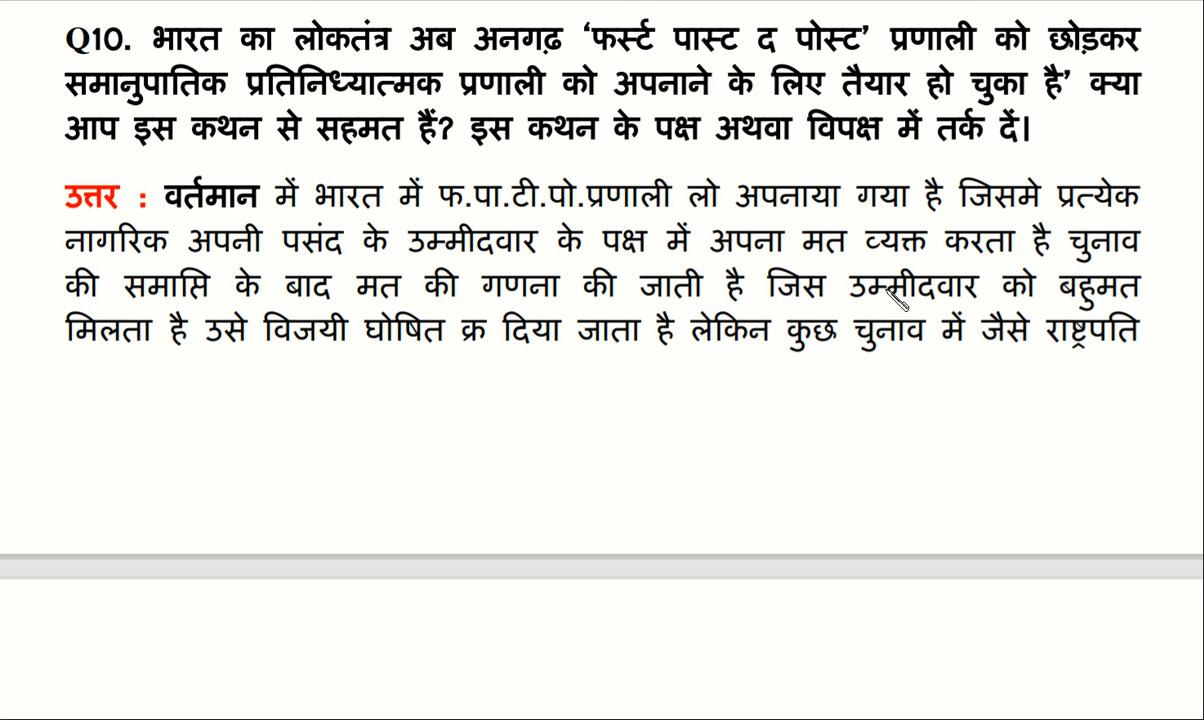 Q10. भारत का लोकतंत्र अब अनगढ़ ‘फर्स्ट पास्ट द पोस्ट’ प्रणाली को छोड़कर
समानुपातिक प्रतिनिध्यात्मक प्रणाली को अपनाने के लिए तैयार हो चुका है’ क्या
आप इस कथन से सहमत हैं? इस कथन के पक्ष अथवा विपक्ष में तर्क दें।
उत्तर : वर्तमान में भारत में फ.पा.टी.पो.प्रणाली लो अपनाया गया है जिसमे प्रत्येक
नागरिक अपनी पसंद के उम्मीदवार के पक्ष में अपना मत व्यक्त करता है चुनाव
की समाप्ति के बाद मत की गणना की जाती है जिस उम्मीदवार को बहुमत
मिलता है उसे विजयी घोषित क्र दिया जाता है लेकिन कुछ चुनाव में जैसे राष्ट्रपति